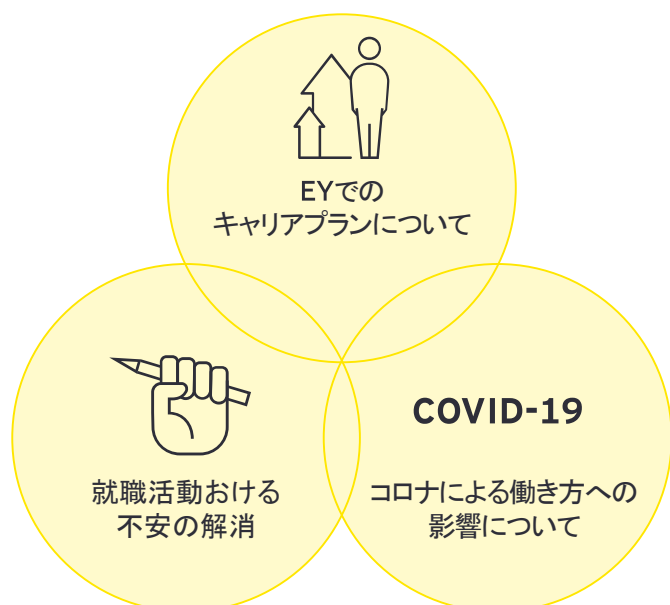 EYでの
キャリアプランについて
就職活動おける
不安の解消
COVID-19
コロナによる働き方への
影響について